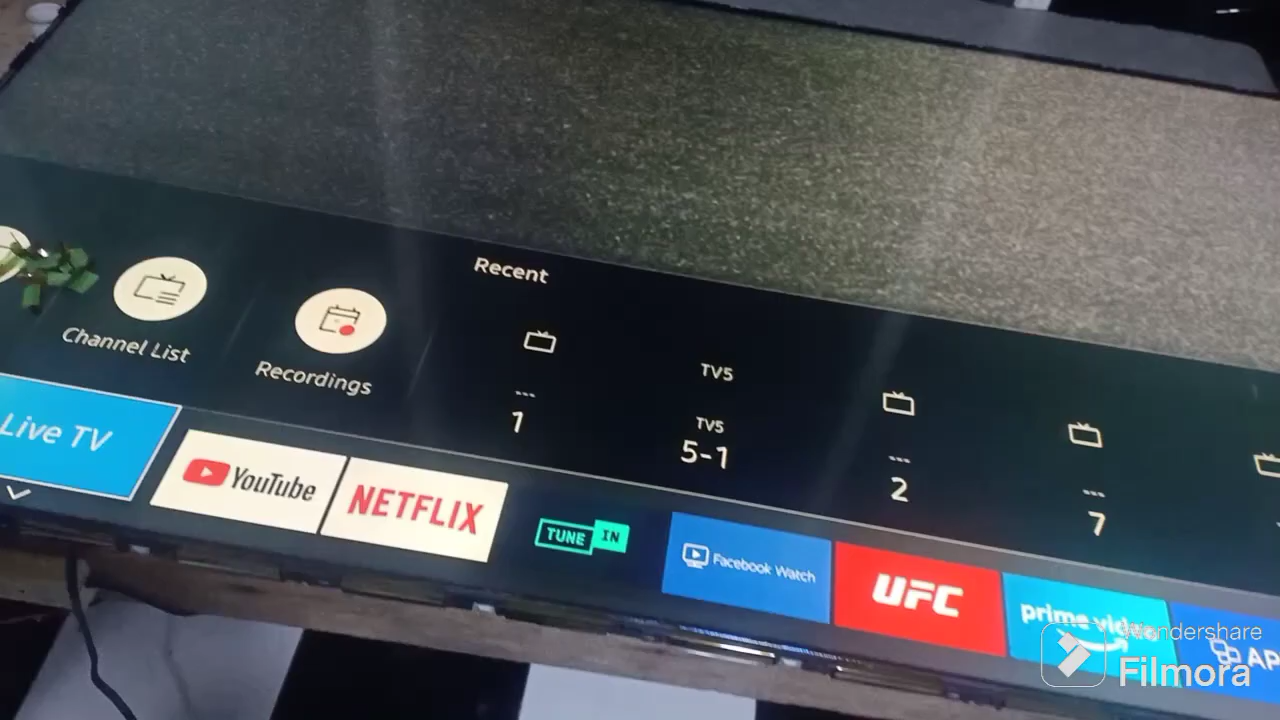 Recent
Channel List
Recordings
---
1
TV5
TV5
5-1
---
2
---
7
Live TV
YouTube
NETFLIX
TUNE IN
Facebook Watch
UFC
prime video
AP
Wondershare
Filmora